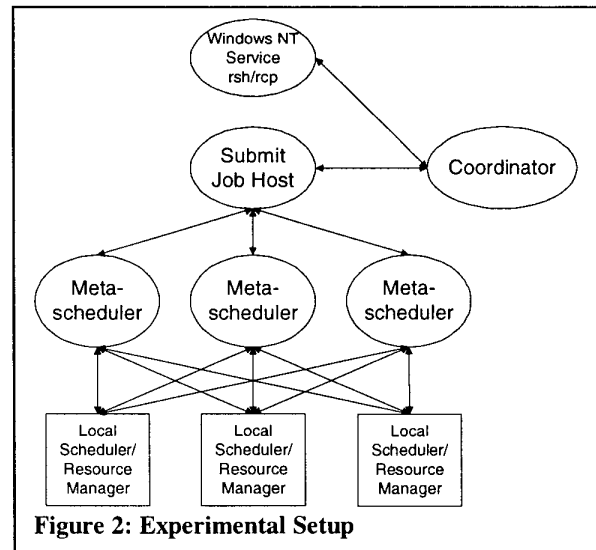 Windows NT
Service
rsh/rcp
Submit
Job Host
Coordinator
Meta-
scheduler
Meta-
scheduler
Meta-
scheduler
Local
Scheduler/
Resource
Manager
Local
Scheduler/
Resource
Manager
Local
Scheduler/
Resource
Manager
Figure 2: Experimental Setup